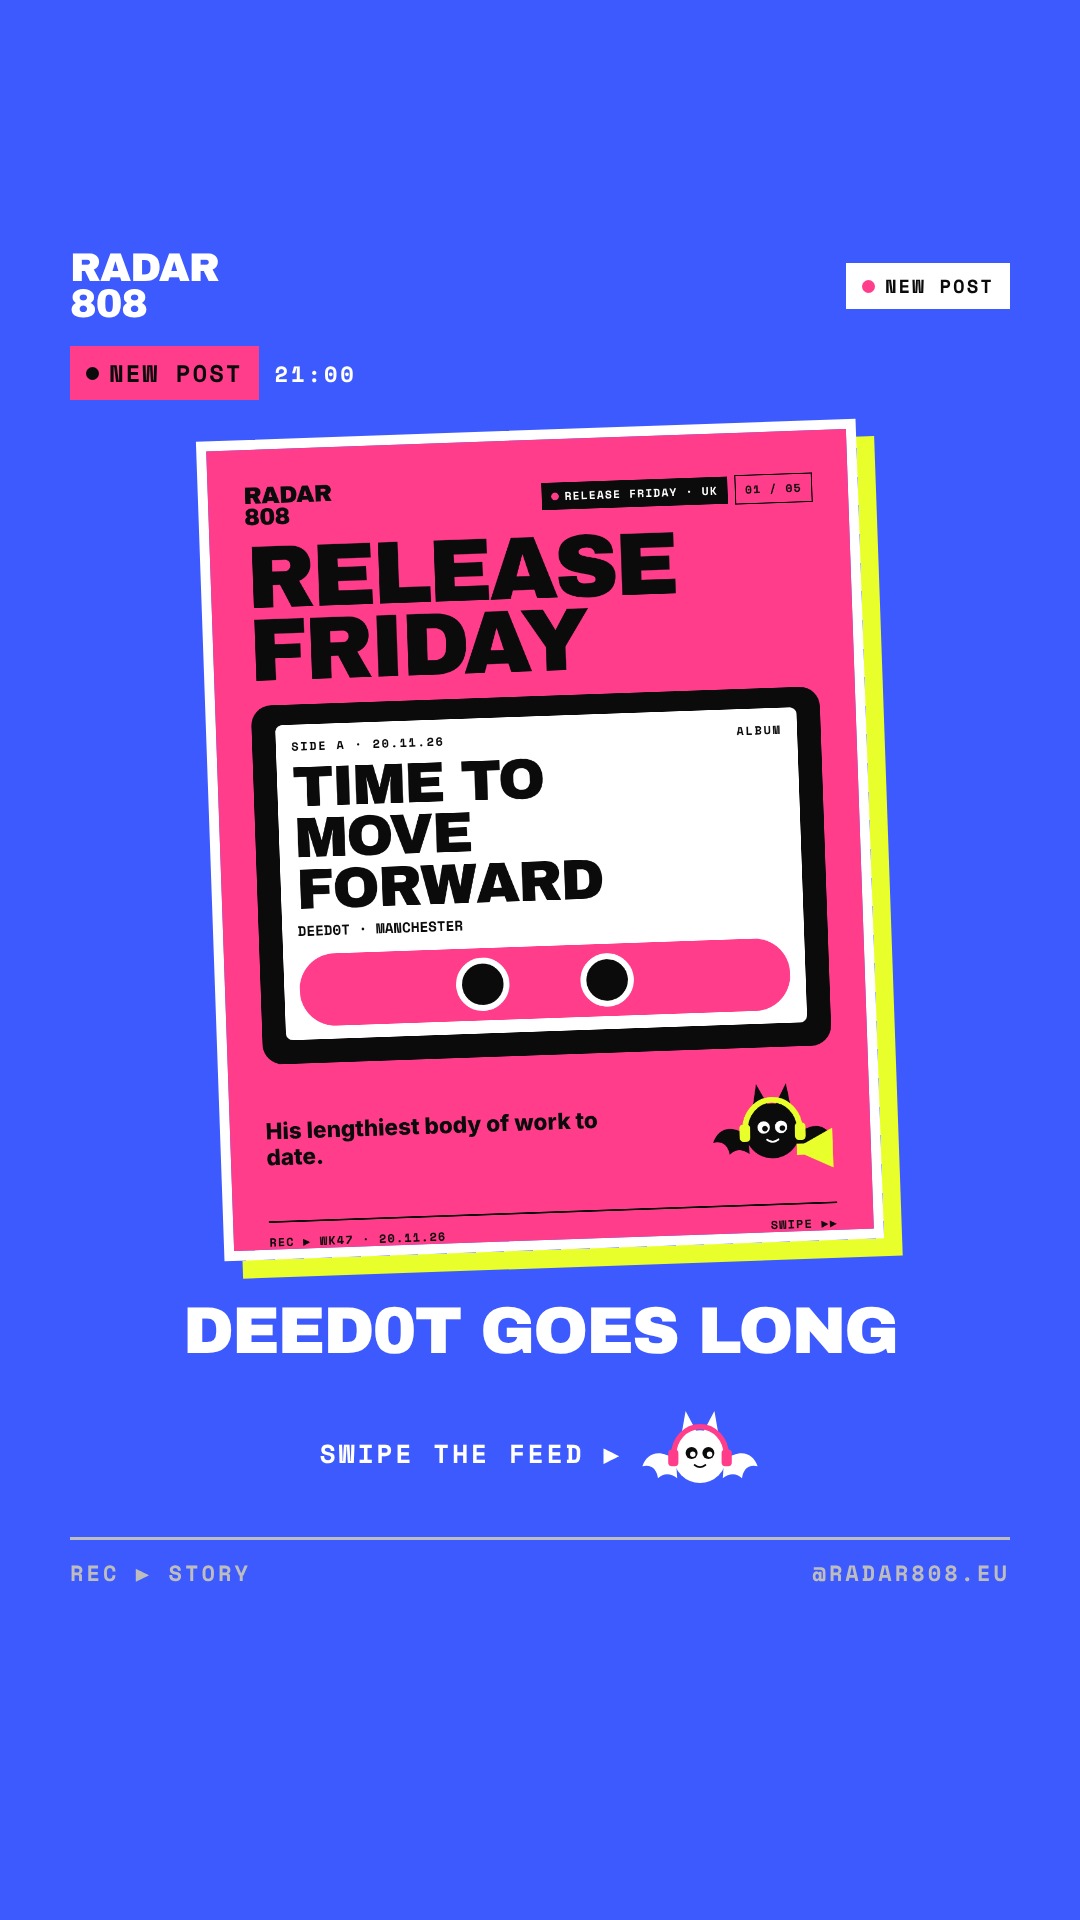 RADAR
808
NEW POST
NEW POST 21:00
RADAR
808
RELEASE FRIDAY · UK
01 / 05
RELEASE
FRIDAY
SIDE A · 20.11.26
ALBUM
TIME TO
MOVE
FORWARD
DEED0T · MANCHESTER
His lengthiest body of work to
date.
REC ▶ WK47 · 20.11.26
SWIPE ▶▶
DEED0T GOES LONG
SWIPE THE FEED ▶
REC ▶ STORY
@RADAR808.EU